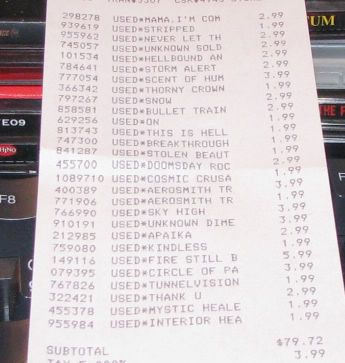 298278 USED*MAMA,I'M COM 2.99
939619 USED*STRIPPED 1.99
955962 USED*NEVER LET TH 2.99
745057 USED*UNKNOWN SOLD 2.99
101534 USED*HELLBOUND AN 2.99
784641 USED*STORM ALERT 2.99
777054 USED*SCENT OF HUM 3.99
366342 USED*THORNY CROWN 1.99
797267 USED*SNOW 2.99
858581 USED*BULLET TRAIN 2.99
629256 USED*ON 1.99
813743 USED*THIS IS HELL 1.99
747300 USED*BREAKTHROUGH 1.99
841287 USED*STOLEN BEAUT 1.99
455700 USED*DOOMSDAY ROC 2.99
1089710 USED*COSMIC CRUSA 1.99
400389 USED*AEROSMITH TR 3.99
771906 USED*AEROSMITH TR 1.99
766990 USED*SKY HIGH 3.99
910191 USED*UNKNOWN DIME 3.99
212985 USED*APAIKA 2.99
759080 USED*KINDLESS 1.99
149116 USED*FIRE STILL B 5.99
079395 USED*CIRCLE OF PA 3.99
767826 USED*TUNNELVISION 1.99
322421 USED*THANK U 2.99
455378 USED*MYSTIC HEALE 1.99
955984 USED*INTERIOR HEA 1.99
SUBTOTAL $79.72
3.99
UM
THE
EO9
F8